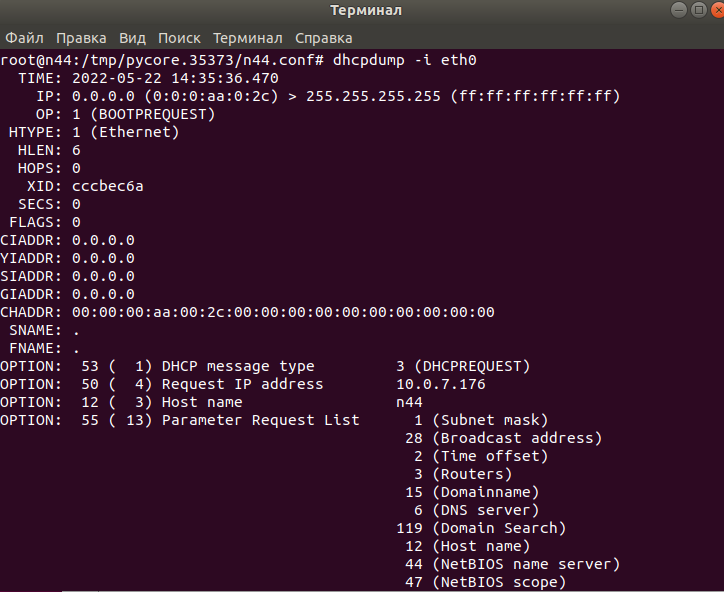 Терминал
Файл Правка Вид Поиск Терминал Справка
root@n44:/tmp/pycore.35373/n44.conf# dhcpdump -i eth0
  TIME: 2022-05-22 14:35:36.470
    IP: 0.0.0.0 (0:0:0:aa:0:2c) > 255.255.255.255 (ff:ff:ff:ff:ff:ff)
    OP: 1 (BOOTPREQUEST)
 HTYPE: 1 (Ethernet)
  HLEN: 6
  HOPS: 0
   XID: cccbec6a
  SECS: 0
 FLAGS: 0
CIADDR: 0.0.0.0
YIADDR: 0.0.0.0
SIADDR: 0.0.0.0
GIADDR: 0.0.0.0
CHADDR: 00:00:00:aa:00:2c:00:00:00:00:00:00:00:00:00:00
 SNAME: .
 FNAME: .
OPTION:  53 (  1) DHCP message type         3 (DHCPREQUEST)
OPTION:  50 (  4) Request IP address        10.0.7.176
OPTION:  12 (  3) Host name                 n44
OPTION:  55 ( 13) Parameter Request List      1 (Subnet mask)
                                             28 (Broadcast address)
                                              2 (Time offset)
                                              3 (Routers)
                                             15 (Domainname)
                                              6 (DNS server)
                                            119 (Domain Search)
                                             12 (Host name)
                                             44 (NetBIOS name server)
                                             47 (NetBIOS scope)